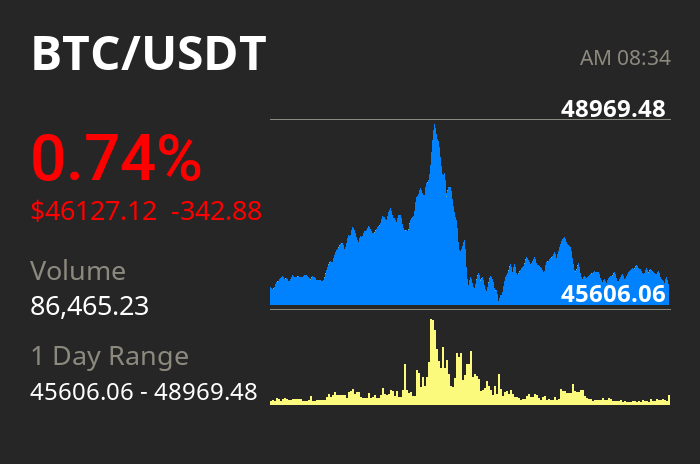 BTC/USDT
AM 08:34
48969.48
0.74%
$46127.12 -342.88
Volume
86,465.23
45606.06
1 Day Range
45606.06 - 48969.48